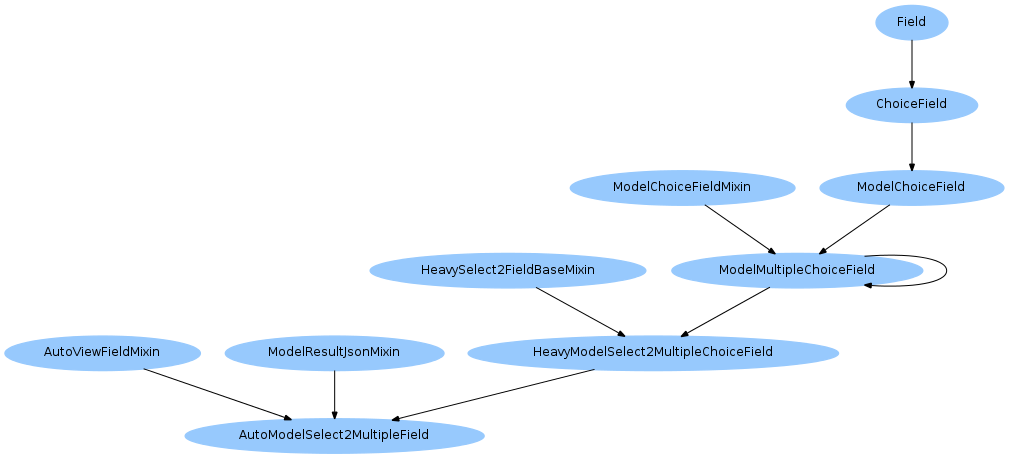 Field
ChoiceField
ModelChoiceFieldMixin
ModelChoiceField
HeavySelect2FieldBaseMixin
ModelMultipleChoiceField
AutoViewFieldMixin
ModelResultJsonMixin
HeavyModelSelect2MultipleChoiceField
AutoModelSelect2MultipleField